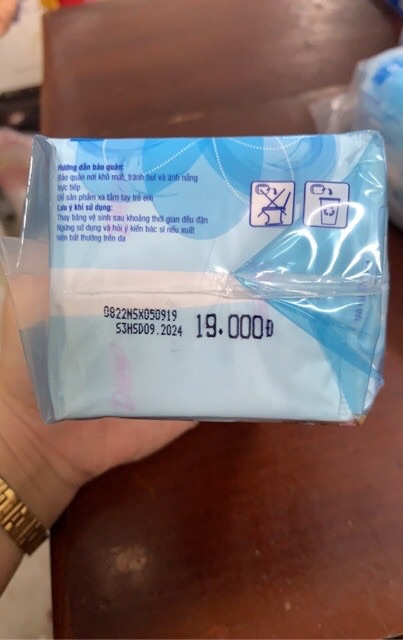 Hướng dẫn bảo quản:
Bảo quản nơi khô mát, tránh bụi và ánh nắng
trực tiếp
Để sản phẩm xa tầm tay trẻ em
Lưu ý khi sử dụng:
Thay băng vệ sinh sau khoảng thời gian đều đặn
Ngừng sử dụng và hỏi ý kiến bác sĩ nếu xuất
hiện bất thường trên da
0822NSX050919
S3HSD09.2024
19.000Đ